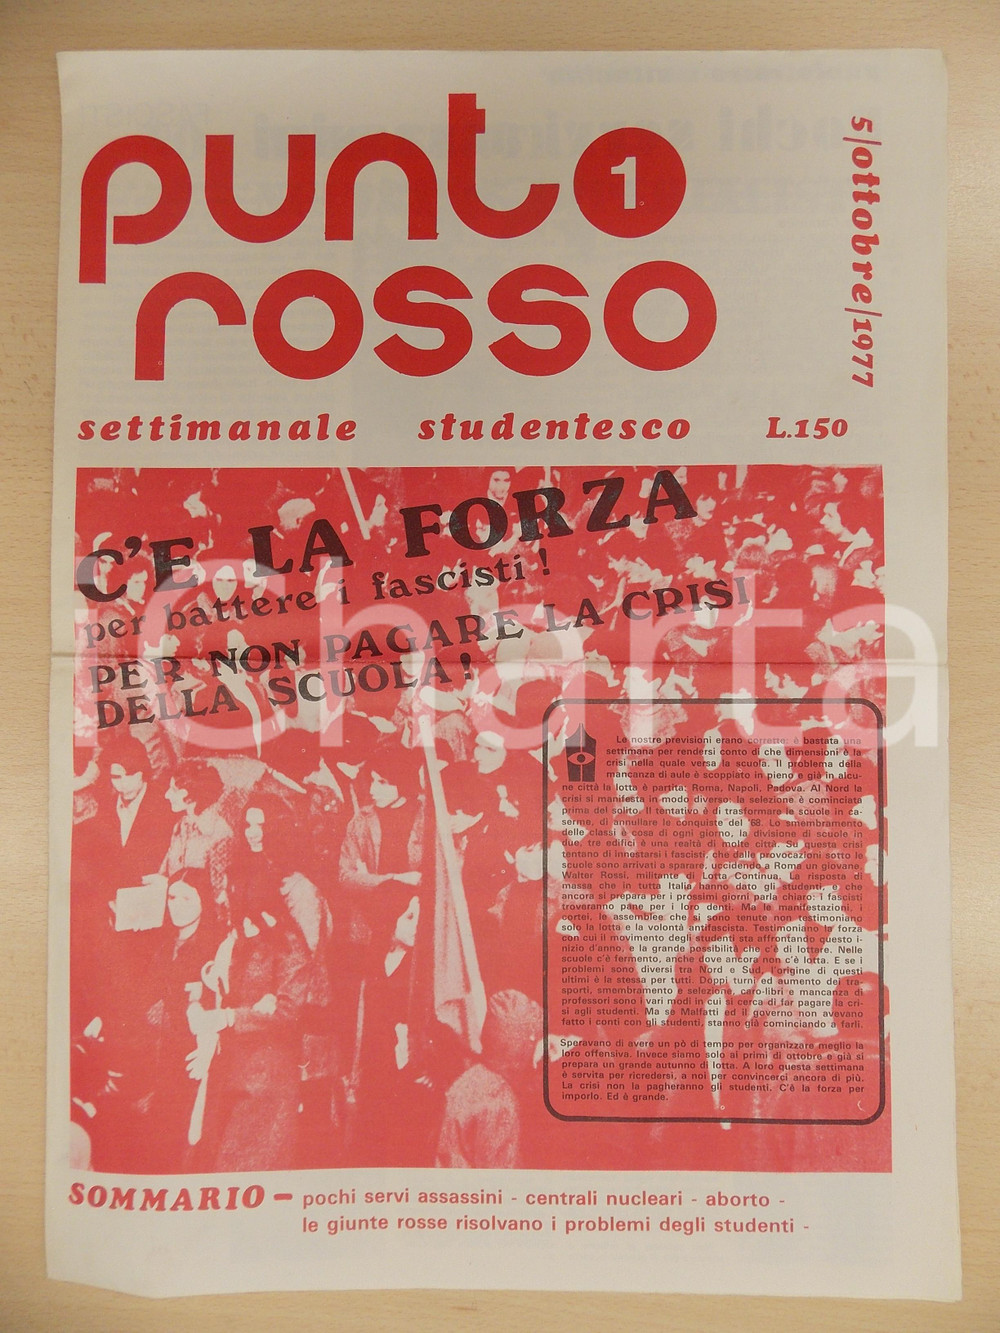 punto 1
rosso
5|ottobre|1977
settimanale studentesco L.150
C'E LA FORZA
per battere i fascisti!
PER NON PAGARE LA CRISI
DELLA SCUOLA!
iCharta
Le nostre previsioni erano corrette: è bastata una
settimana per rendersi conto di che dimensioni è la
crisi nella quale versa la scuola. Il problema della
mancanza di aule è scoppiato in pieno e già in alcu-
ne città la lotta è partita: Roma, Napoli, Padova. Al Nord la
crisi si manifesta in modo diverso: la selezione è cominciata
prima del solito. Il tentativo è di trasformare le scuole in ca-
serme, di annullare le conquiste del '68. Lo smembramento
delle classi è cosa di ogni giorno, la divisione di scuole in
due, tre edifici è una realtà di molte città. Su questa crisi
tentano di innestarsi i fascisti, che dalle provocazioni sotto le
scuole sono arrivati a sparare, uccidendo a Roma un giovane,
Walter Rossi, militante di Lotta Continua. La risposta di
massa che in tutta Italia hanno dato gli studenti, e che
ancora si prepara per i prossimi giorni parla chiaro: i fascisti
troveranno pane per i loro denti. Ma le manifestazioni, i
cortei, le assemblee che si sono tenute non testimoniano
solo la lotta e la volontà antifascista. Testimoniano la forza
con cui il movimento degli studenti sta affrontando questo i-
nizio d'anno, e la grande possibilità che c'è di lottare. Nelle
scuole c'è fermento, anche dove ancora non c'è lotta. E se i
problemi sono diversi tra Nord e Sud, l'origine di questi
ultimi è la stessa per tutti. Doppi turni ed aumento dei tra-
sporti, smembramento e selezione, caro-libri e mancanza di
professori sono i vari modi in cui si cerca di far pagare la cri-
si agli studenti. Ma se Malfatti ed il governo non avevano
fatto i conti con gli studenti, stanno già cominciando a farli.
Speravano di avere un pò di tempo per organizzare meglio la
loro offensiva. Invece siamo solo ai primi di ottobre e già si
prepara un grande autunno di lotta. A loro questa settimana
è servita per ricredersi, a noi per convincerci ancora di più.
La crisi non la pagheranno gli studenti. C'è la forza per
imporlo. Ed è grande.
SOMMARIO - pochi servi assassini - centrali nucleari - aborto -
le giunte rosse risolvano i problemi degli studenti -